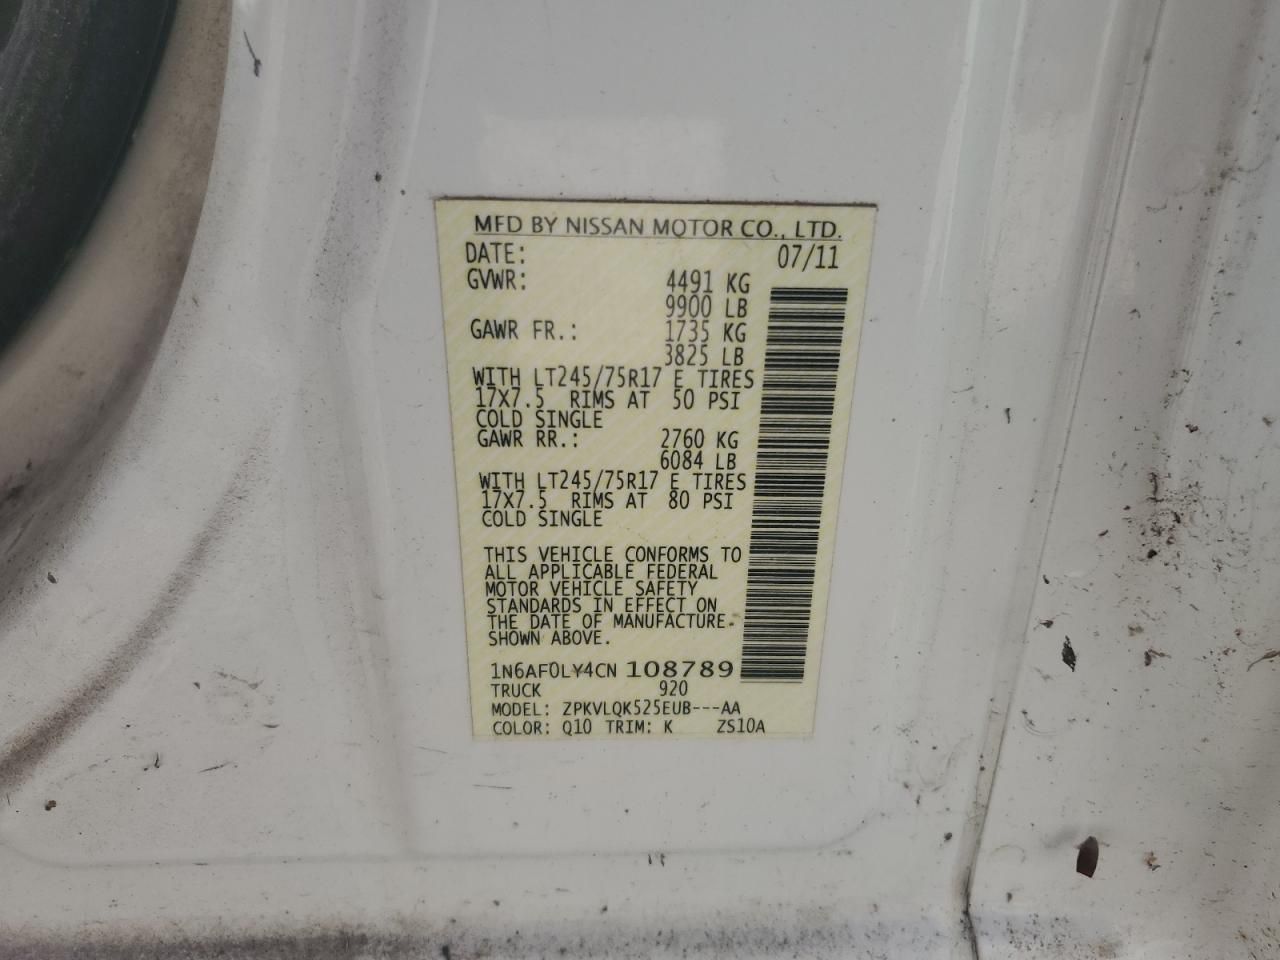 MFD BY NISSAN MOTOR CO., LTD.
DATE: 07/11
GVWR: 4491 KG
9900 LB
GAWR FR.: 1735 KG
3825 LB
WITH LT245/75R17 E TIRES
17X7.5 RIMS AT 50 PSI
COLD SINGLE
GAWR RR.: 2760 KG
6084 LB
WITH LT245/75R17 E TIRES
17X7.5 RIMS AT 80 PSI
COLD SINGLE
THIS VEHICLE CONFORMS TO
ALL APPLICABLE FEDERAL
MOTOR VEHICLE SAFETY
STANDARDS IN EFFECT ON
THE DATE OF MANUFACTURE
SHOWN ABOVE.
1N6AF0LY4CN 108789
TRUCK 920
MODEL: ZPKVLQK525EUB---AA
COLOR: Q10 TRIM: K ZS10A